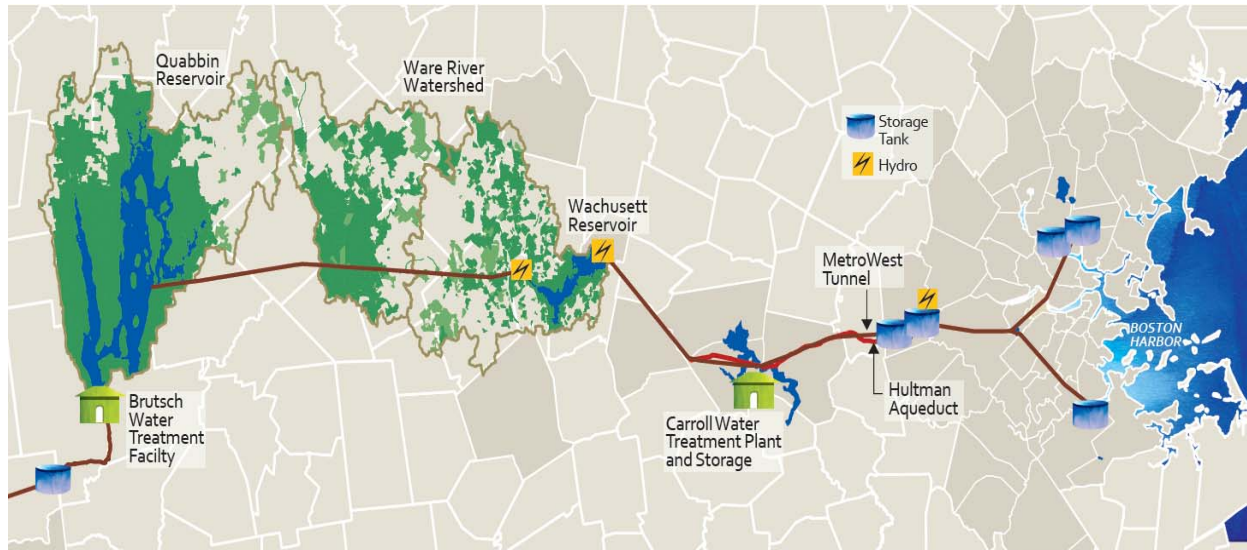 Quabbin
Reservoir
Ware River
Watershed
Storage
Tank
Hydro
Wachusett
Reservoir
MetroWest
Tunnel
BOSTON
HARBOR
Hultman
Aqueduct
Brutsch
Water
Treatment
Facilty
Carroll Water
Treatment Plant
and Storage